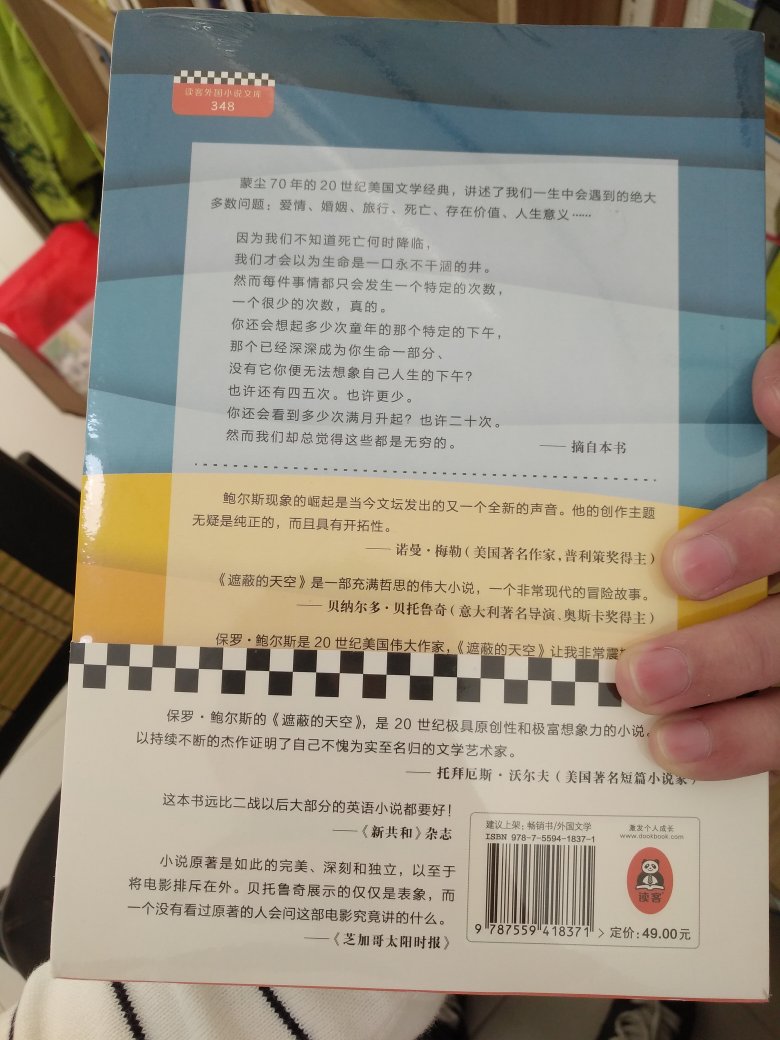 读客外国小说文库
348
蒙尘70年的20世纪美国文学经典，讲述了我们一生中会遇到的绝大
多数问题：爱情、婚姻、旅行、死亡、存在价值、人生意义……
因为我们不知道死亡何时降临，
我们才会以为生命是一口永不干涸的井。
然而每件事情都只会发生一个特定的次数，
一个很少的次数，真的。
你还会想起多少次童年的那个特定的下午，
那个已经深深成为你生命一部分、
没有它你便无法想象自己人生的下午？
也许还有四五次。也许更少。
你还会看到多少次满月升起？也许二十次。
然而我们却总觉得这些都是无穷的。
——摘自本书
鲍尔斯现象的崛起是当今文坛发出的又一个全新的声音。他的创作主题
无疑是纯正的，而且具有开拓性。
——诺曼·梅勒（美国著名作家，普利策奖得主）
《遮蔽的天空》是一部充满哲思的伟大小说，一个非常现代的冒险故事。
——贝纳尔多·贝托鲁奇（意大利著名导演、奥斯卡奖得主）
保罗·鲍尔斯是20世纪美国伟大作家，《遮蔽的天空》让我非常震
保罗·鲍尔斯的《遮蔽的天空》，是20世纪极具原创性和极富想象力的小说。
以持续不断的杰作证明了自己不愧为实至名归的文学艺术家。
——托拜厄斯·沃尔夫（美国著名短篇小说家）
这本书远比二战以后大部分的英语小说都要好！
——《新共和》杂志
小说原著是如此的完美、深刻和独立，以至于
将电影排斥在外。贝托鲁奇展示的仅仅是表象，而
一个没有看过原著的人会问这部电影究竟讲的什么。
——《芝加哥太阳时报》
建议上架：畅销书/外国文学
ISBN 978-7-5594-1837-1
9 787559 418371 >
激发个人成长
www.dookbook.com
读客
定价：49.00元